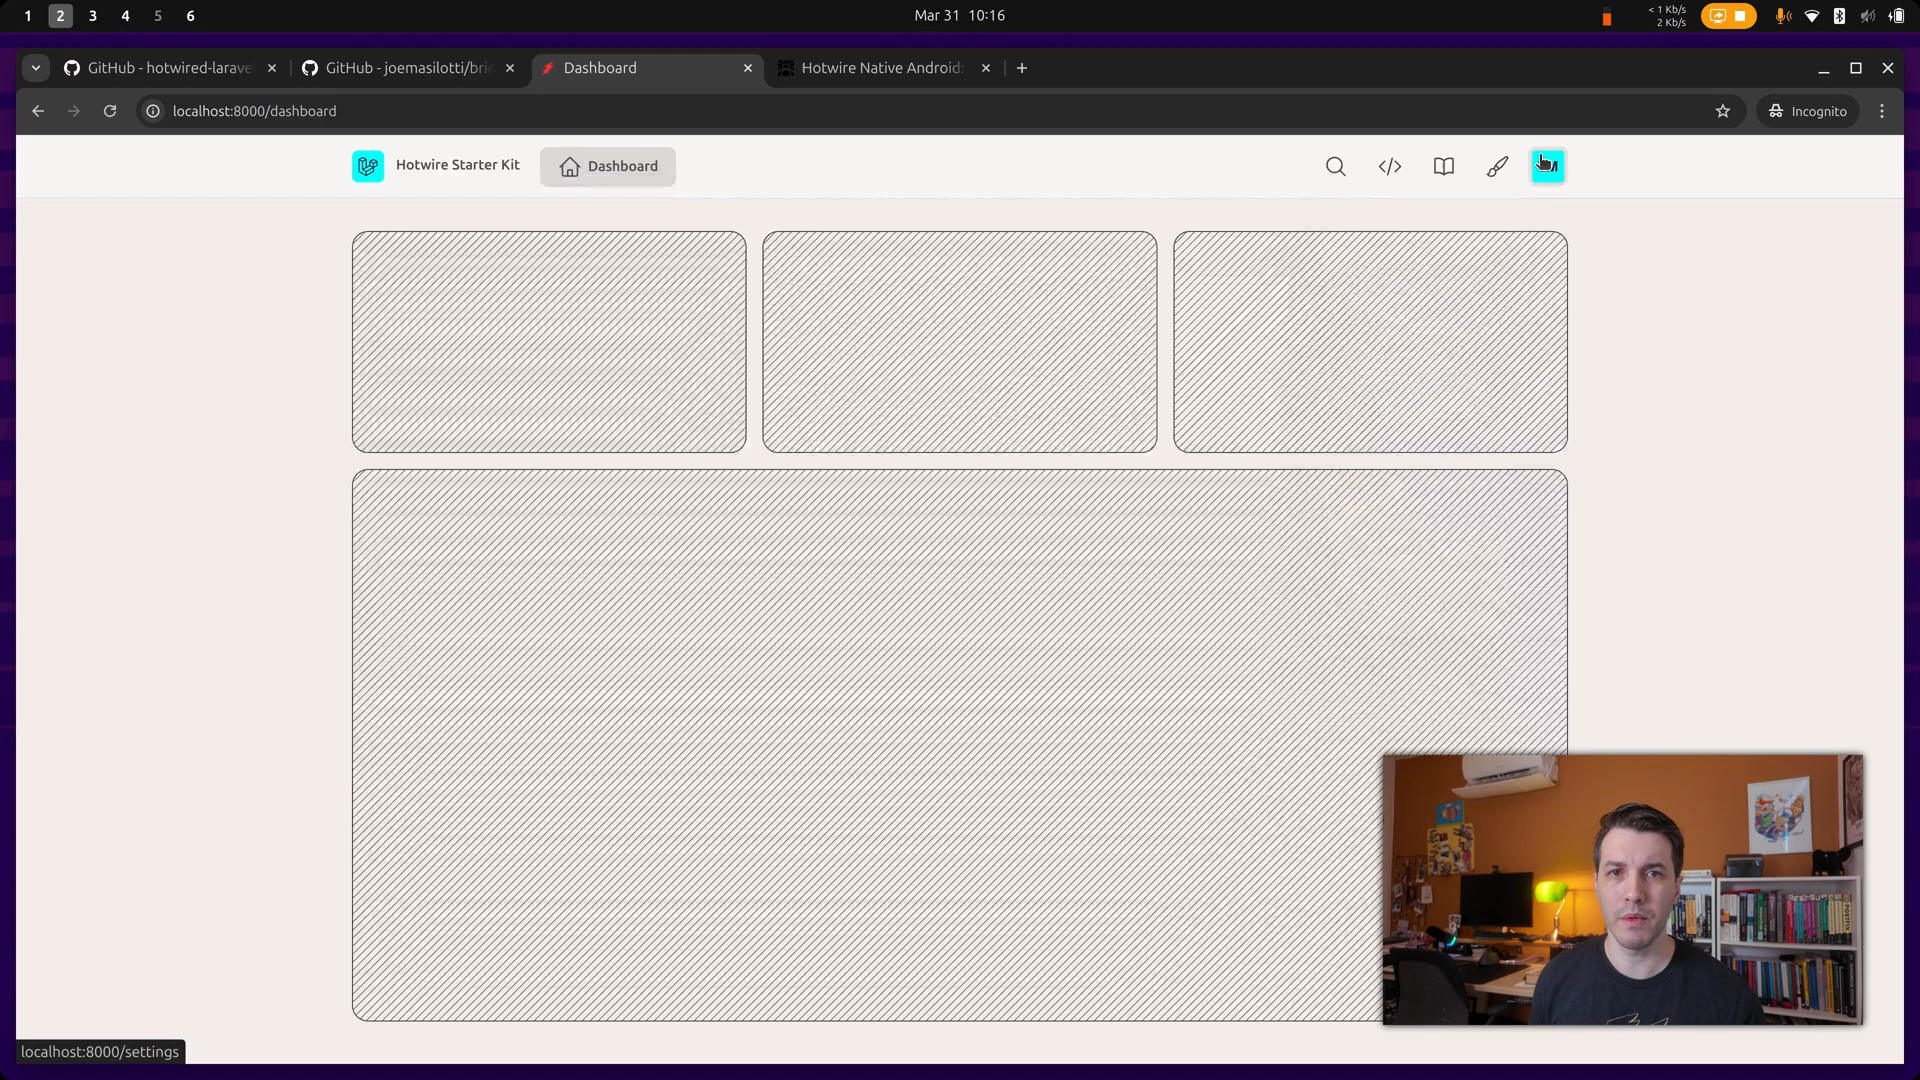 1 2 3 4 5 6
Mar 31 10:16
< 1 Kb/s
2 Kb/s
GitHub - hotwired-larave
GitHub - joemasilotti/bri
Dashboard
Hotwire Native Android:
localhost:8000/dashboard
Incognito
Hotwire Starter Kit
Dashboard
localhost:8000/settings